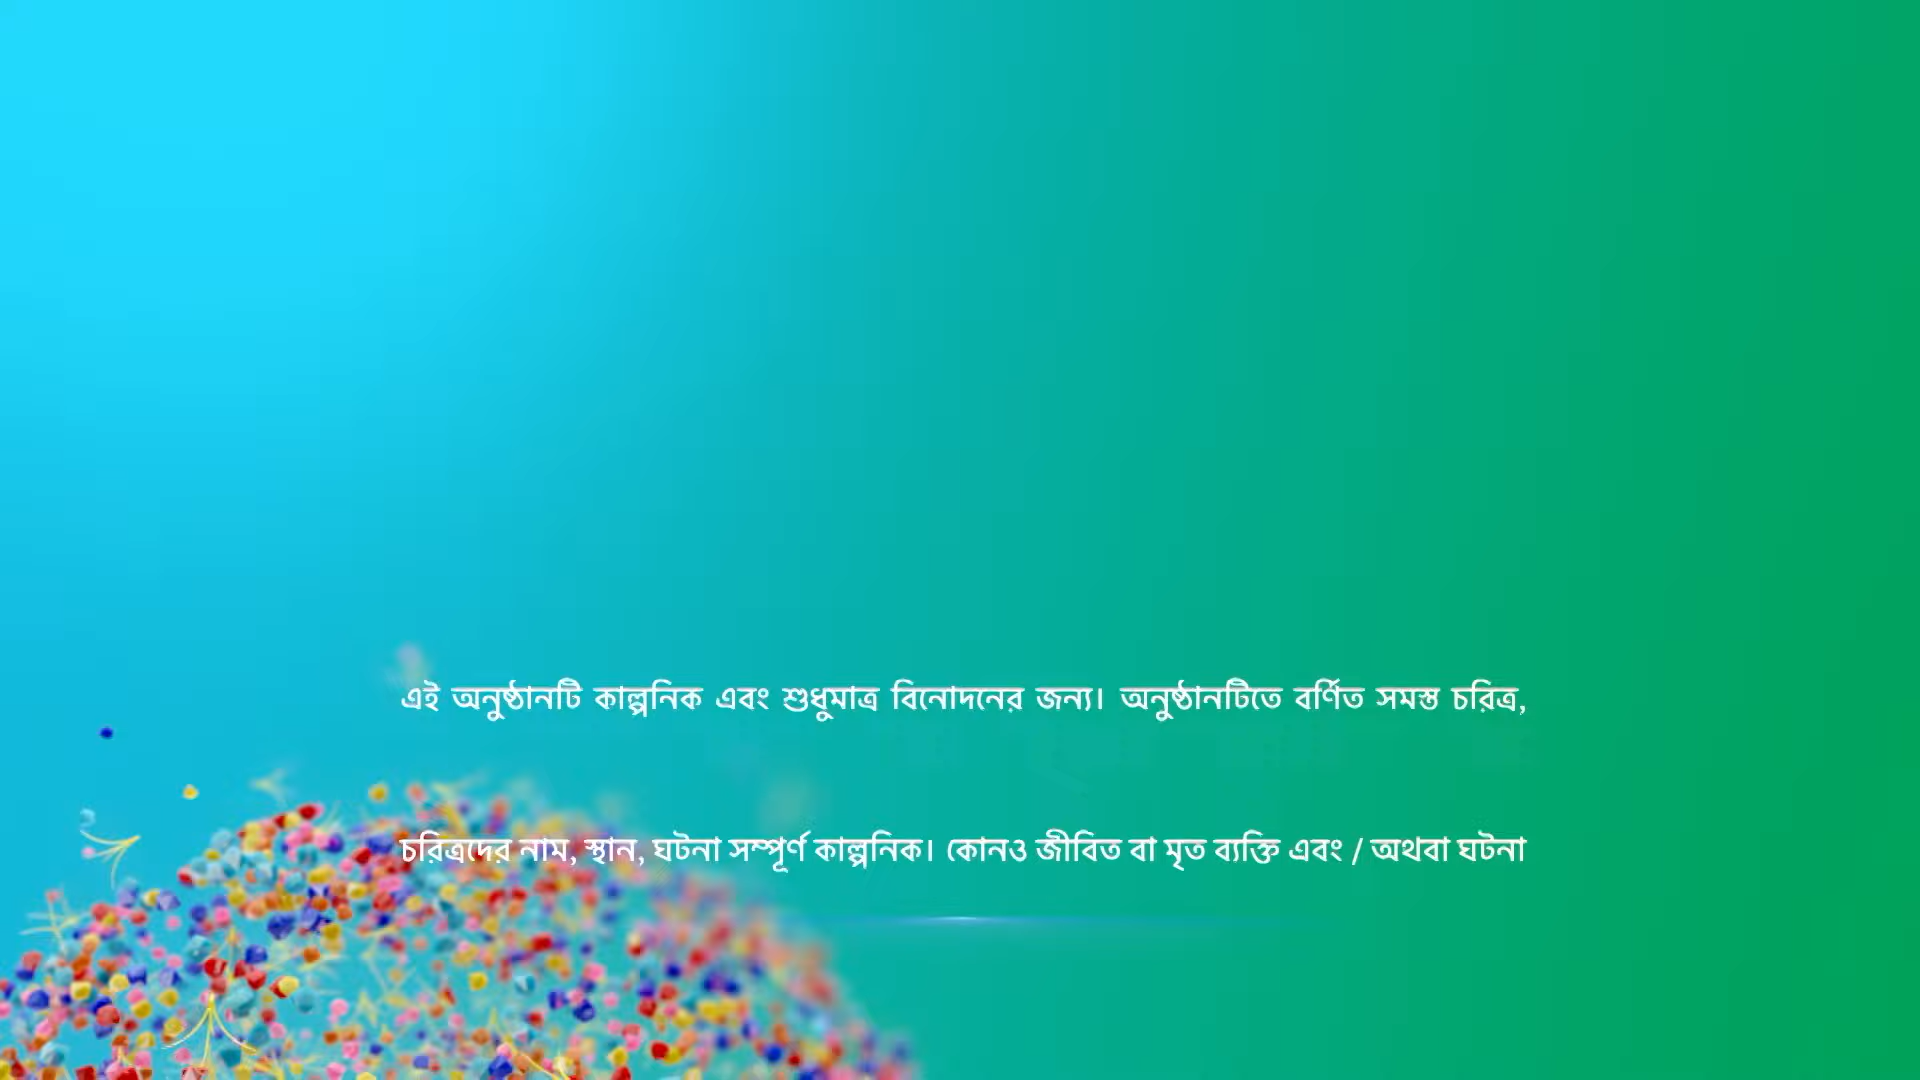 এই অনুষ্ঠানটি কাল্পনিক এবং শুধুমাত্র বিনোদনের জন্য। অনুষ্ঠানটিতে বর্ণিত সমস্ত চরিত্র,
চরিত্রদের নাম, স্থান, ঘটনা সম্পূর্ণ কাল্পনিক। কোনও জীবিত বা মৃত ব্যক্তি এবং / অথবা ঘটনা